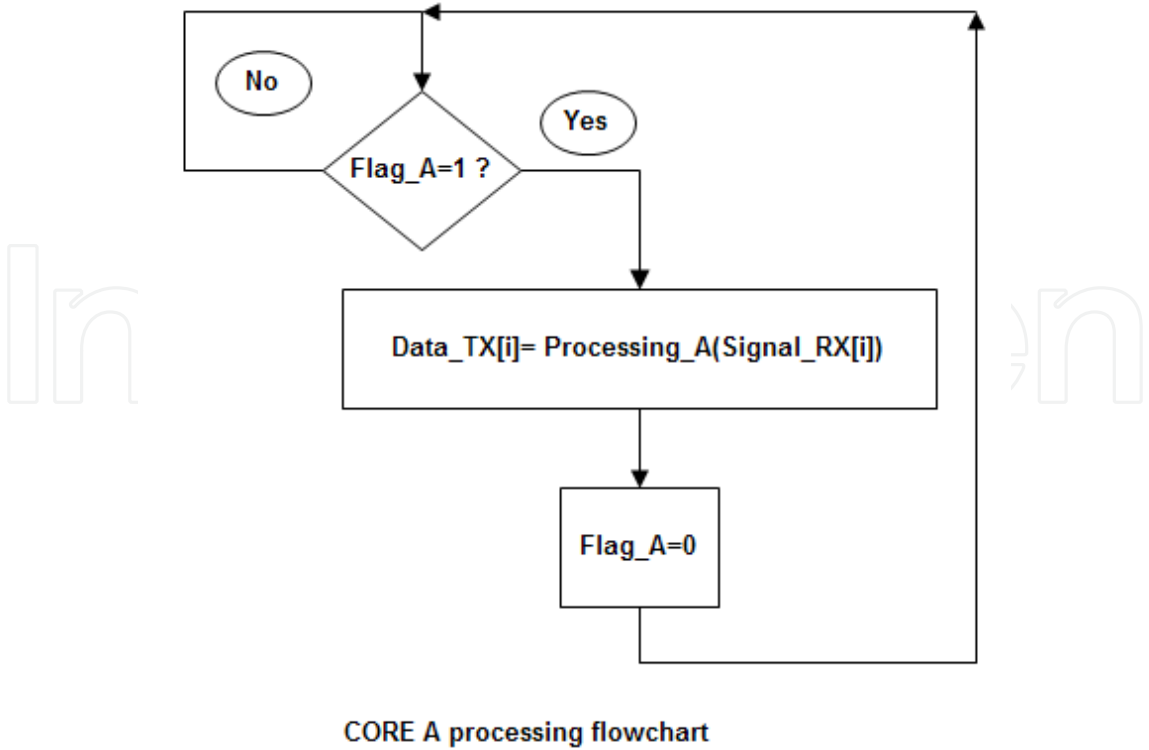 No
Yes
Flag_A=1 ?
Data_TX[i]= Processing_A(Signal_RX[i])
Flag_A=0
CORE A processing flowchart